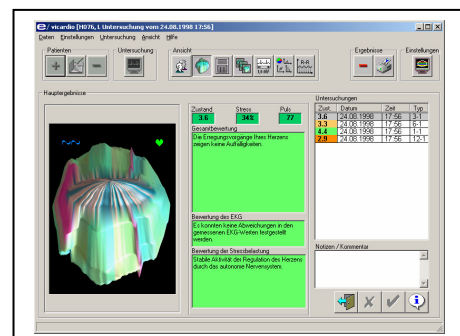 e/ vicardio [H076, L Untersuchung vom 24.08.1998 17:56]
Daten Einstellungen Untersuchung Ansicht Hilfe
Patienten Untersuchung Ansicht Ergebnisse Einstellungen
Hauptergebnisse
Zustand Stress Puls
3.6 34% 77
Gesamtbewertung
Die Erregungsvorgänge Ihres Herzens
zeigen keine Auffälligkeiten.
Bewertung des EKG
Es konnten keine Abweichungen in den
gemessenen EKG-Werten festgestellt
werden.
Bewertung der Stressbelastung
Stabile Aktivität der Regulation des Herzens
durch das autonome Nervensystem.
Untersuchungen
Zust. Datum Zeit Typ
3.6 24.08.1998 17:56 3-1
3.3 24.08.1998 17:56 6-1
4.4 24.08.1998 17:56 1-1
2.9 24.08.1998 17:56 12-1
Notizen / Kommentar